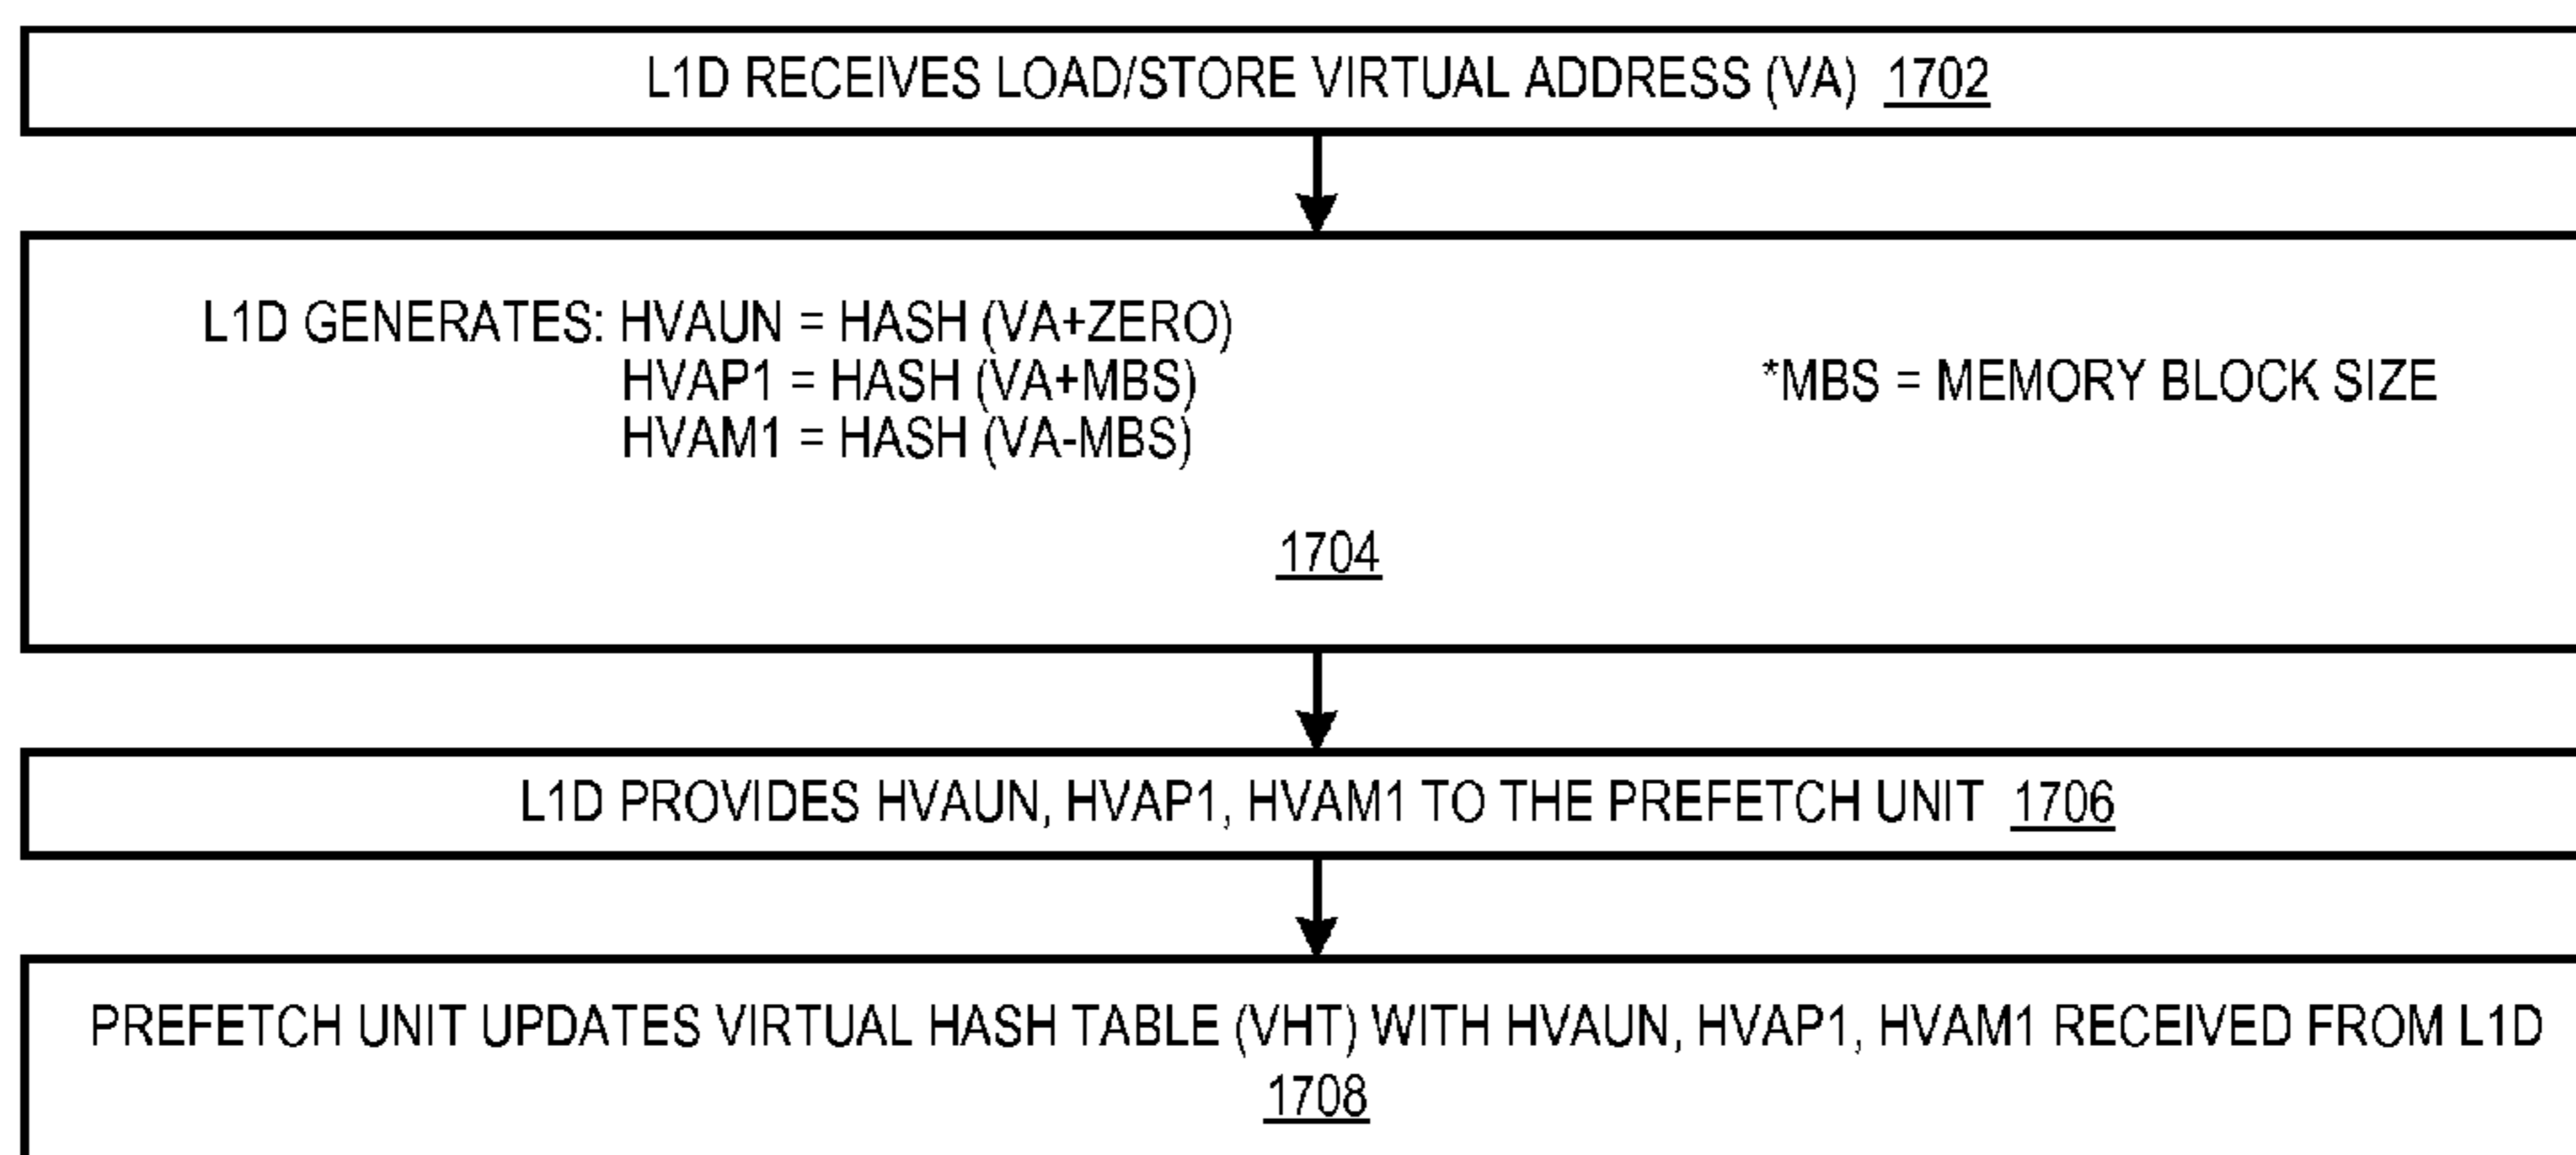 L1D RECEIVES LOAD/STORE VIRTUAL ADDRESS (VA) 1702
L1D GENERATES: HVAUN = HASH (VA+ZERO)
HVAP1 = HASH (VA+MBS) *MBS = MEMORY BLOCK SIZE
HVAM1 = HASH (VA-MBS)
1704
L1D PROVIDES HVAUN, HVAP1, HVAM1 TO THE PREFETCH UNIT 1706
PREFETCH UNIT UPDATES VIRTUAL HASH TABLE (VHT) WITH HVAUN, HVAP1, HVAM1 RECEIVED FROM L1D
1708